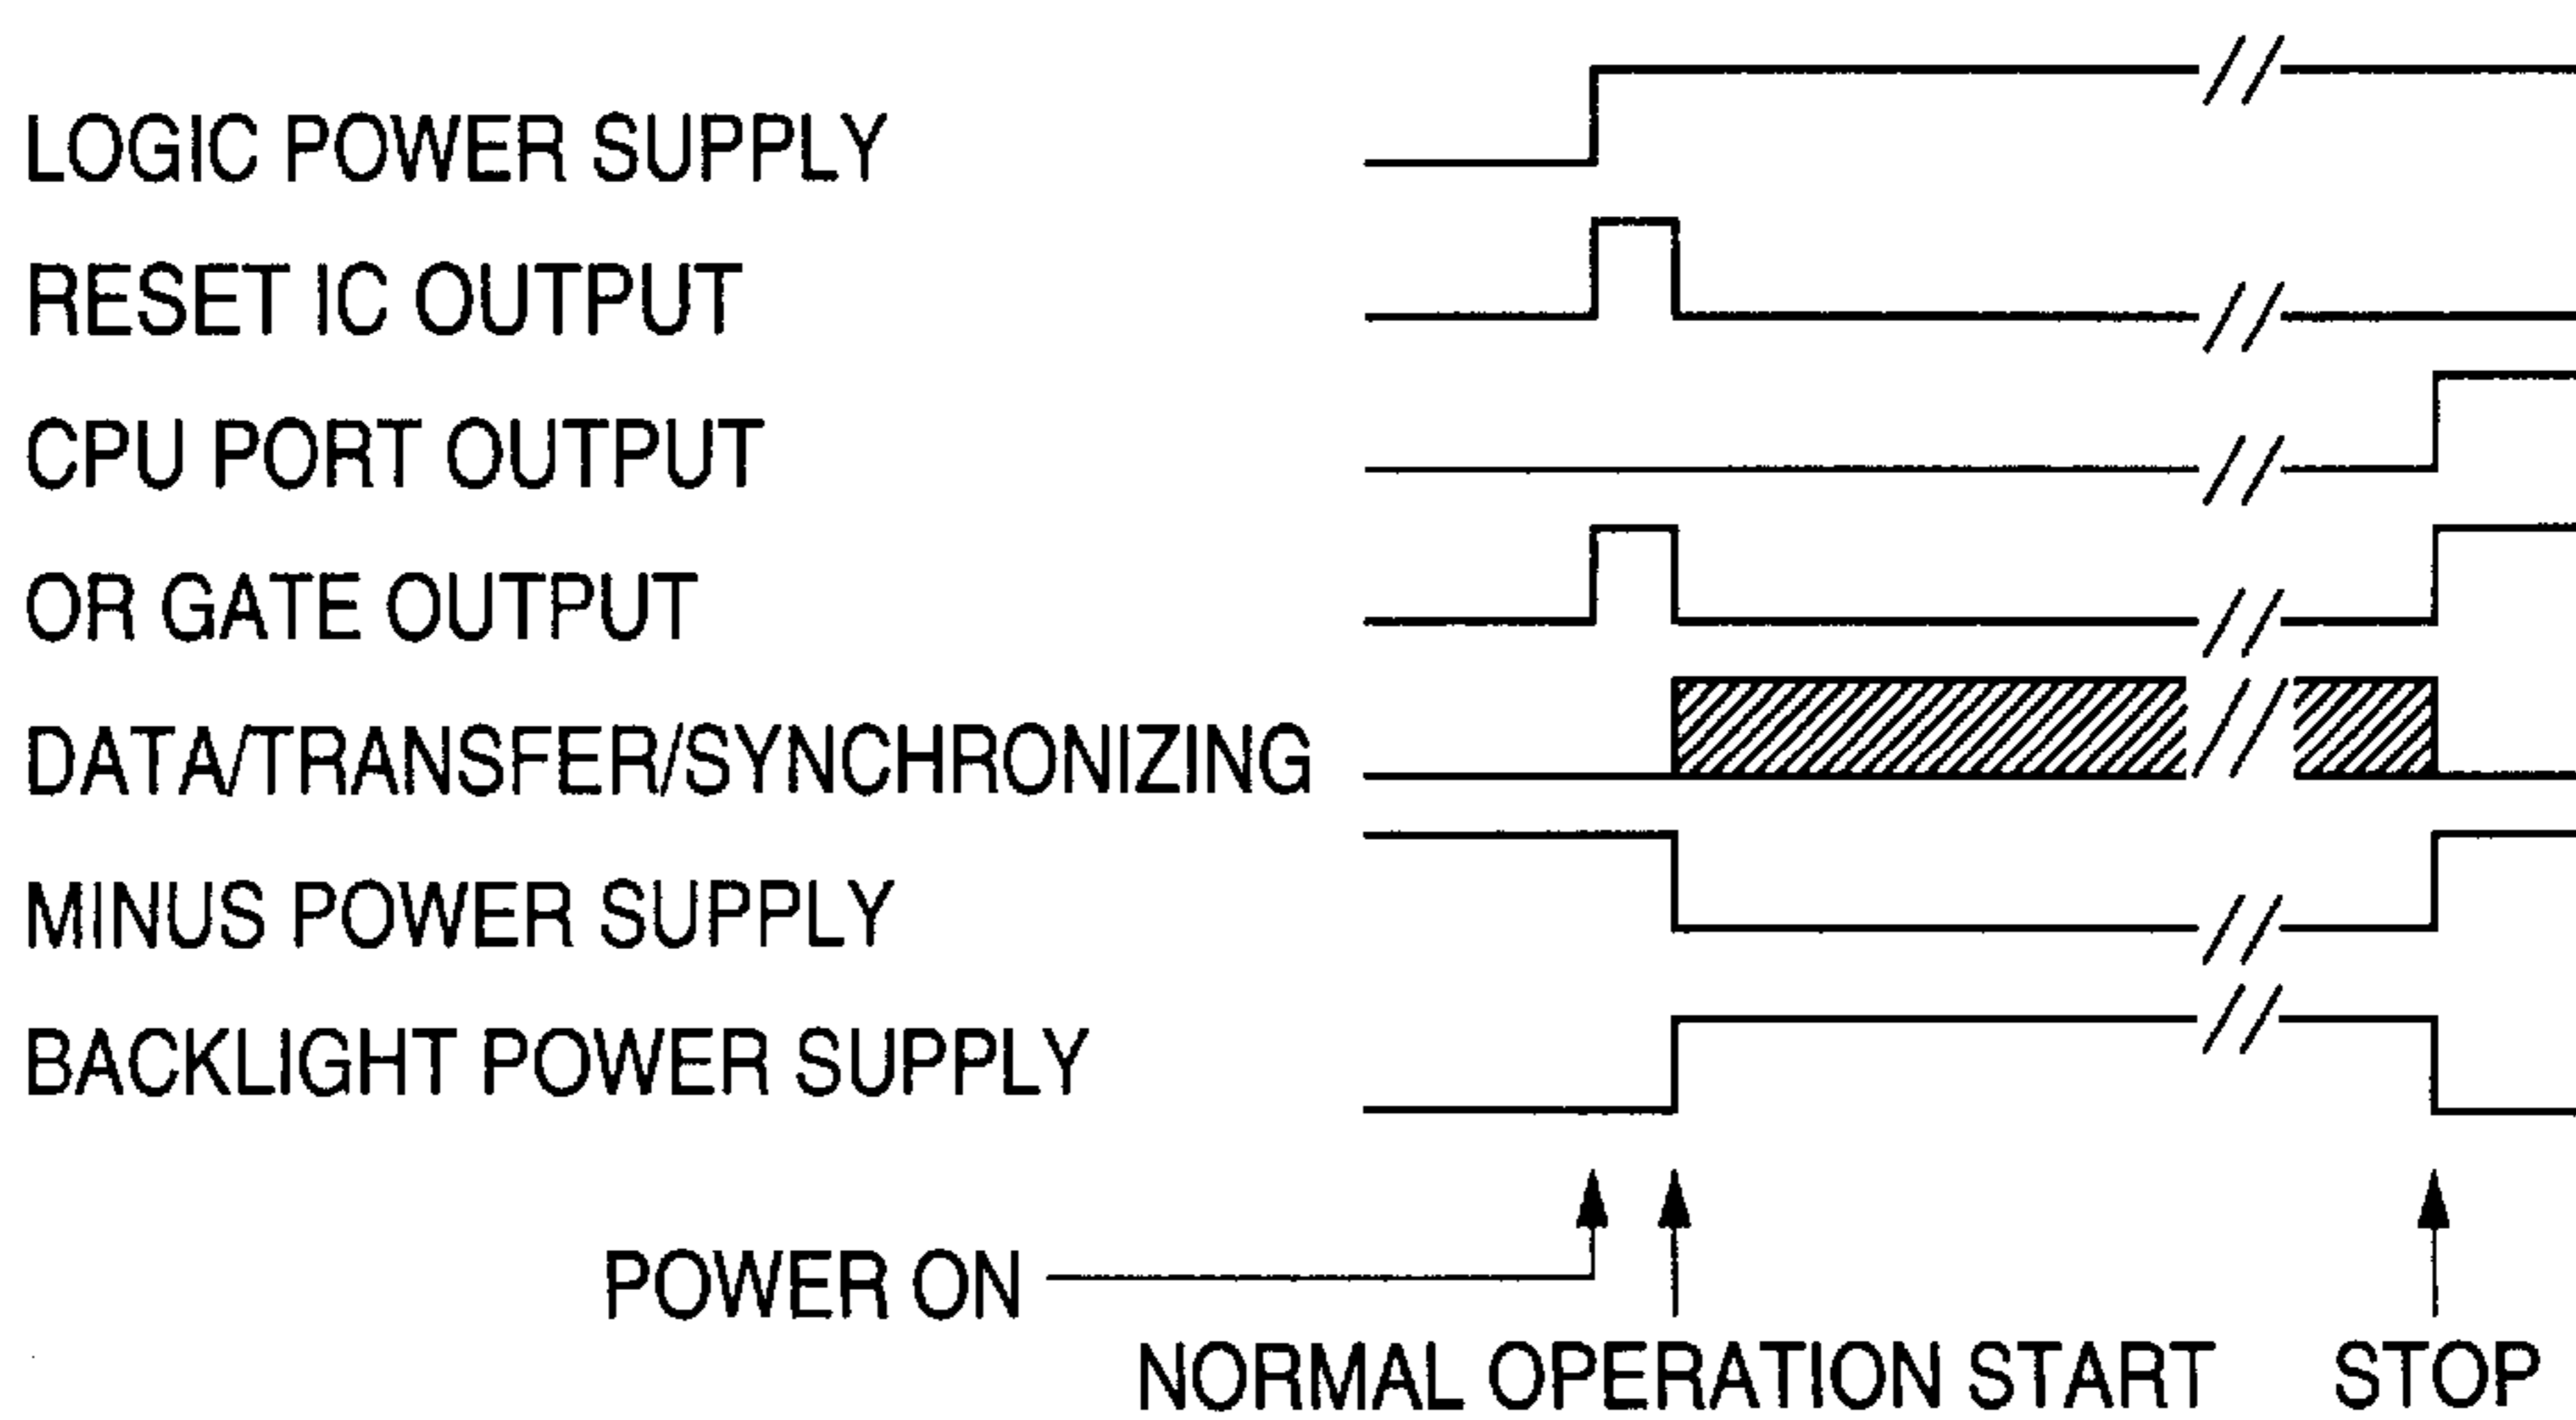 LOGIC POWER SUPPLY
RESET IC OUTPUT
CPU PORT OUTPUT
OR GATE OUTPUT
DATA/TRANSFER/SYNCHRONIZING
MINUS POWER SUPPLY
BACKLIGHT POWER SUPPLY
POWER ON
NORMAL OPERATION START
STOP